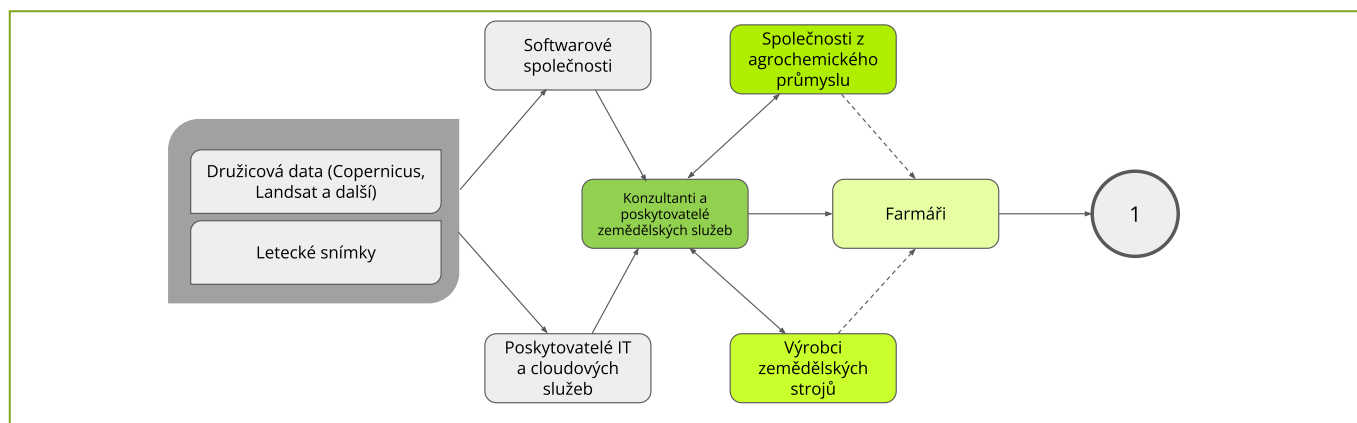 Softwarové
společnosti
Společnosti z
agrochemického
průmyslu
Družicová data (Copernicus,
Landsat a další)
Letecké snímky
Konzultanti a
poskytovatelé
zemědělských služeb
Farmáři
1
Poskytovatelé IT
a cloudových
služeb
Výrobci
zemědělských
strojů